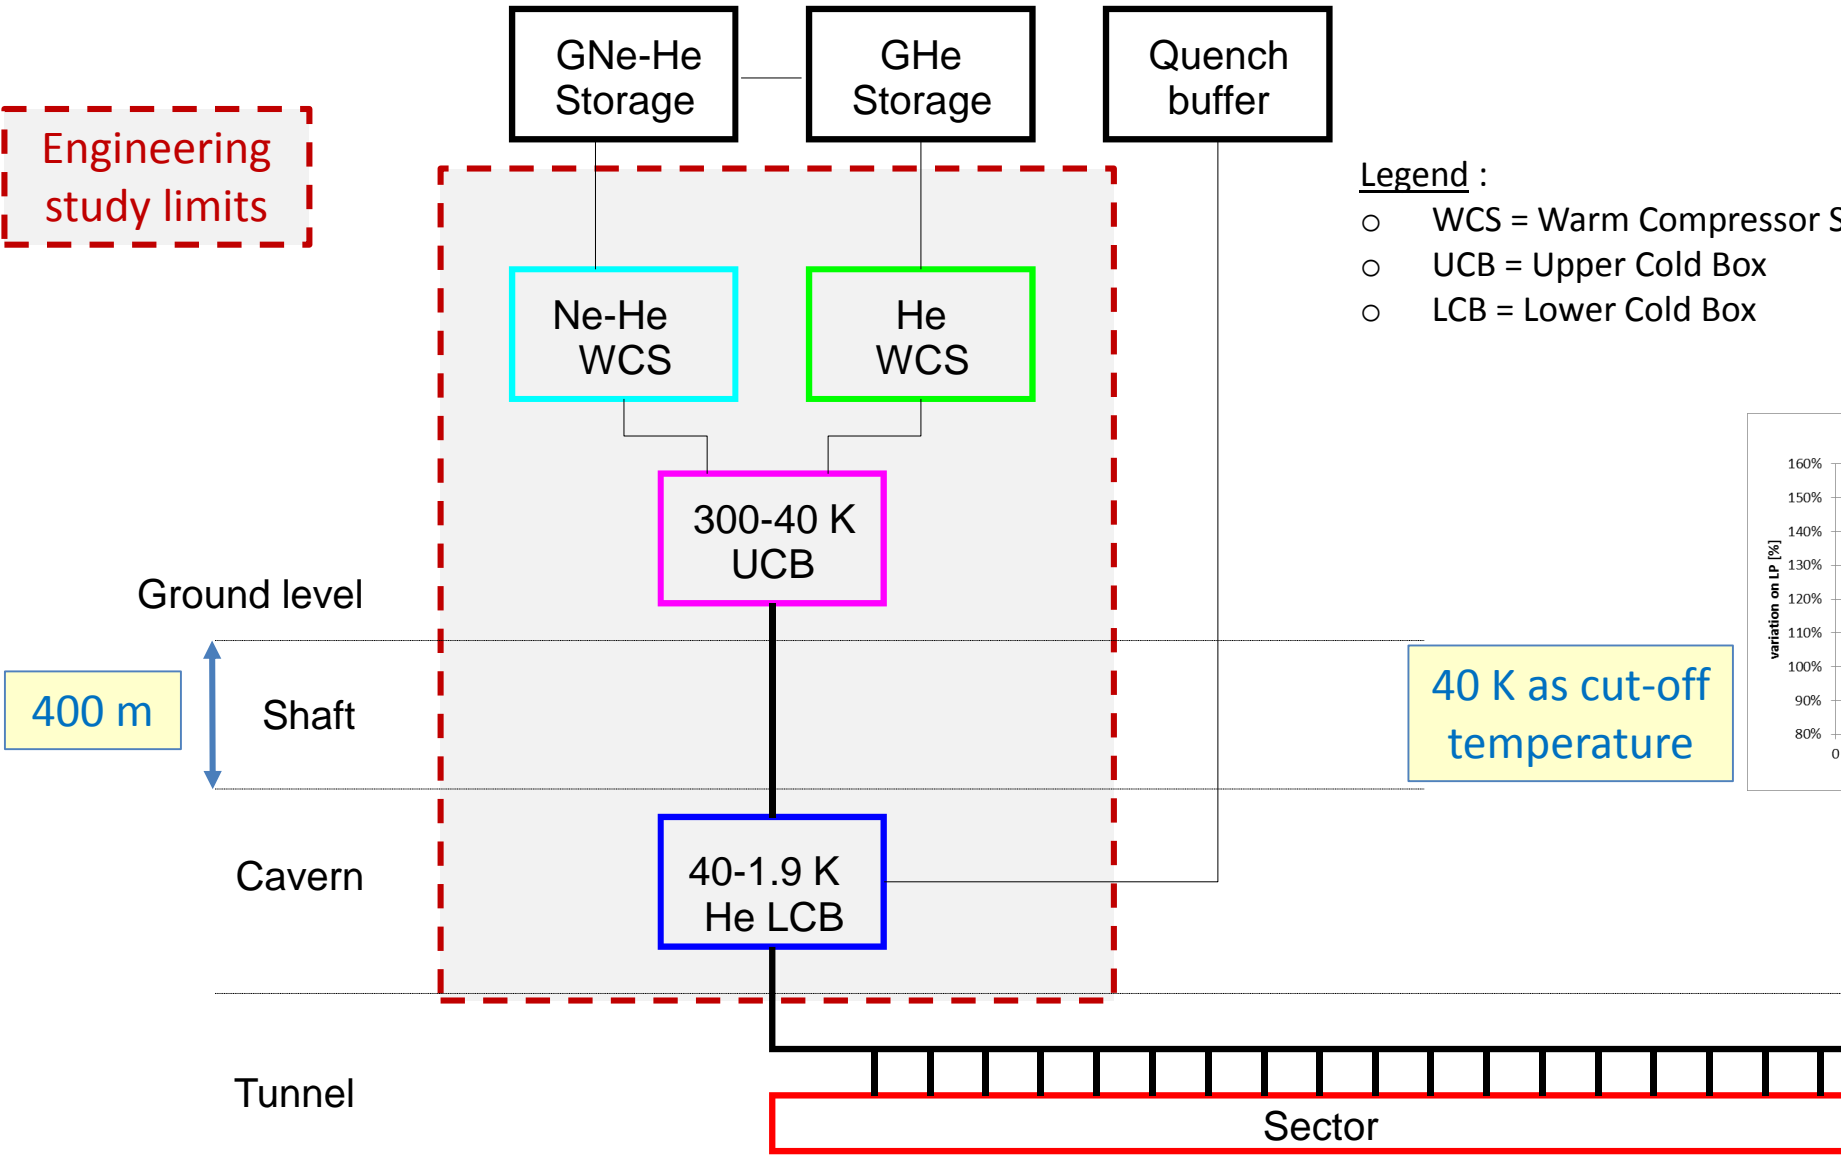 GNe-He
Storage
GHe
Storage
Quench
buffer
Engineering
study limits
Legend :
o WCS = Warm Compressor S
o UCB = Upper Cold Box
o LCB = Lower Cold Box
Ne-He
WCS
He
WCS
300-40 K
UCB
Ground level
400 m
Shaft
40 K as cut-off
temperature
variation on LP [%]
160%
150%
140%
130%
120%
110%
100%
90%
80%
0
Cavern
40-1.9 K
He LCB
Tunnel
Sector